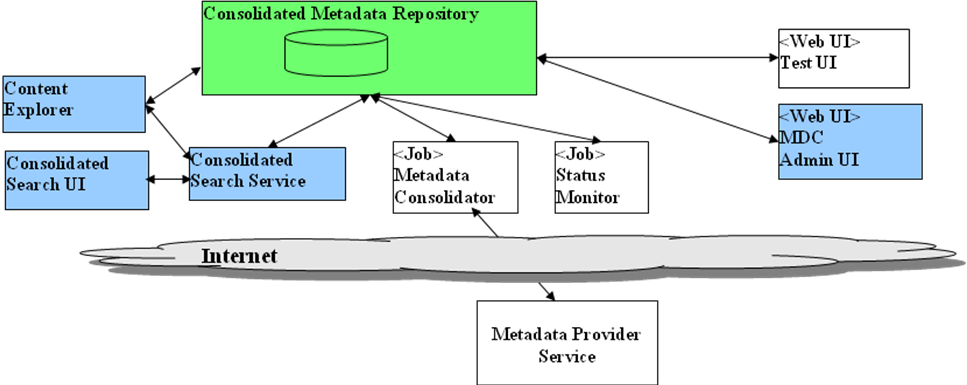 Consolidated Metadata Repository
<Web UI>
Test UI
Content
Explorer
<Web UI>
MDC
Admin UI
Consolidated
Search UI
Consolidated
Search Service
<Job>
Metadata
Consolidator
<Job>
Status
Monitor
Internet
Metadata Provider
Service